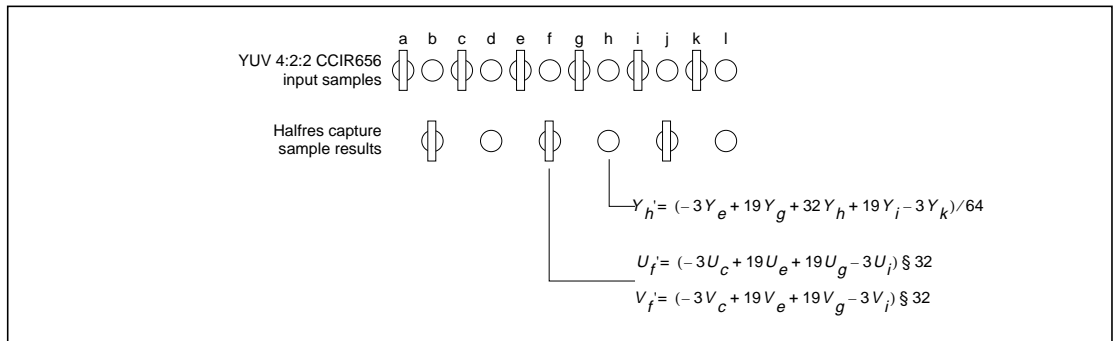 a b c d e f g h i j k l
YUV 4:2:2 CCIR656
input samples
Halfres capture
sample results
Y_h'= (– 3Y_e + 19Y_g + 32Y_h + 19Y_i – 3Y_k)/64
U_f'= (– 3U_c + 19U_e + 19U_g – 3U_i) § 32
V_f'= (– 3V_c + 19V_e + 19V_g – 3V_i) § 32